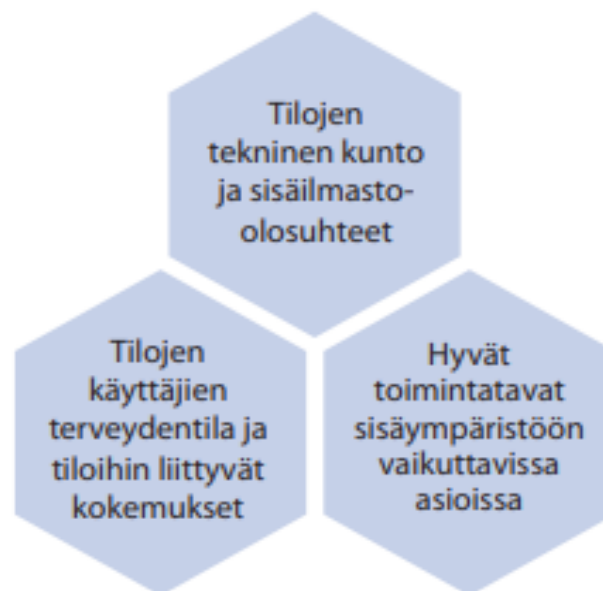 Tilojen
tekninen kunto
ja sisäilmasto-
olosuhteet
Tilojen
käyttäjien
terveydentila ja
tiloihin liittyvät
kokemukset
Hyvät
toimintatavat
sisäympäristöön
vaikuttavissa
asioissa